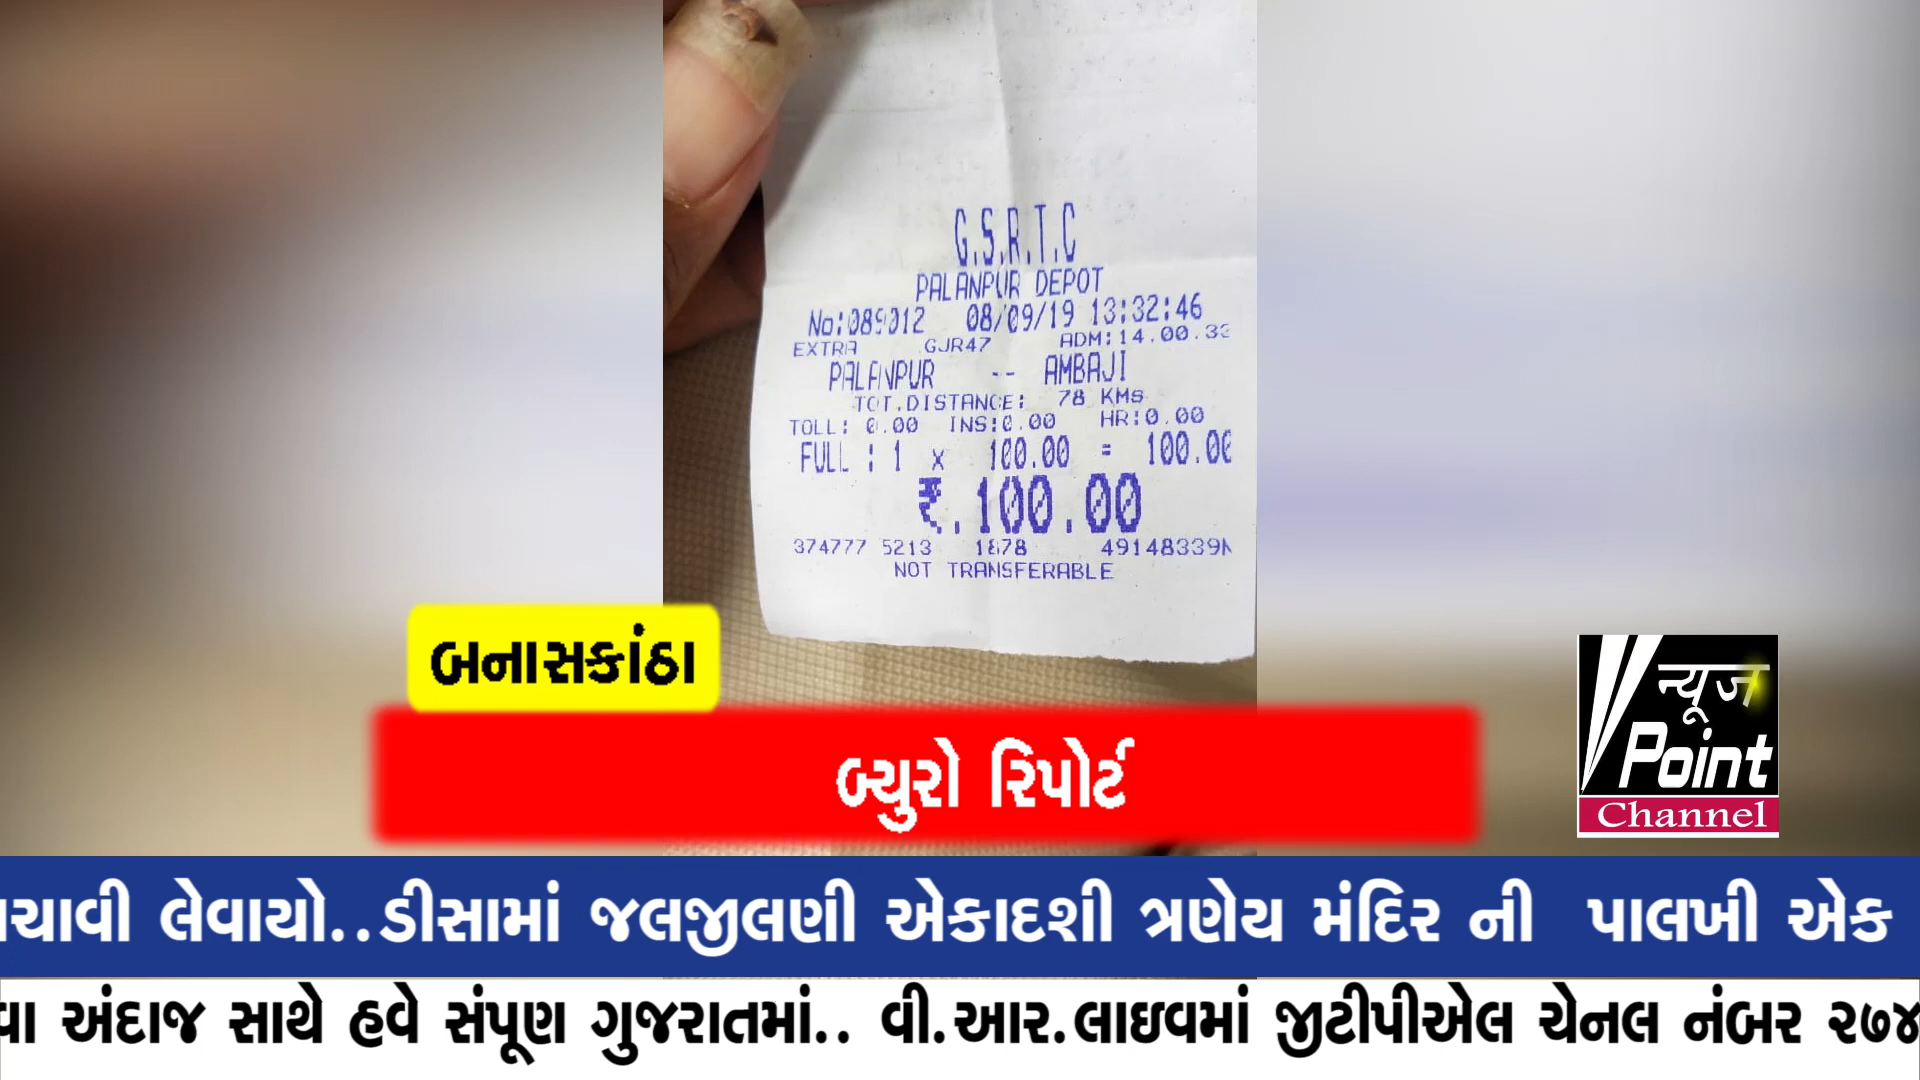 G.S.R.T.C
PALANPUR DEPOT
No:089012 08/09/19 13:32:46
EXTRA GJR47 ADM:14.00.33
PALANPUR -- AMBAJI
TOT.DISTANCE: 78 KMs
TOLL: 0.00 INS:0.00 HR:0.00
FULL : 1 x 100.00 = 100.00
₹.100.00
374777 5213 1878 49148339N
NOT TRANSFERABLE
બનાસકાંઠા
બ્યુરો રિપોર્ટ
न्यूज
Point
Channel
લેવાયો..ડીસામાં જલજીલણી એકાદશી ત્રણેય મંદિર ની પાલખી એક
અંદાજ સાથે હવે સંપૂણ ગુજરાતમાં.. વી.આર.લાઇવમાં જીટીપીએલ ચેનલ નંબર ૨૭૪